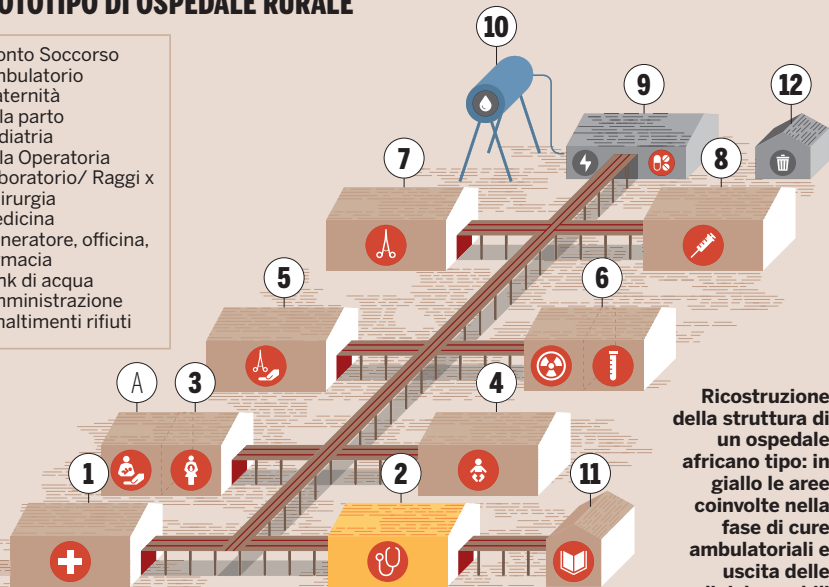 OTOTIPO DI OSPEDALE RURALE
onto Soccorso
mbulatorio
aternità
la parto
diatria
la Operatoria
boratorio/ Raggi x
irurgia
edicina
neratore, officina,
rmacia
nk di acqua
mministrazione
altimenti rifiuti
10
9
12
7
8
5
6
A
3
4
1
2
11
Ricostruzione
della struttura di
un ospedale
africano tipo: in
giallo le aree
coinvolte nella
fase di cure
ambulatoriali e
uscita delle